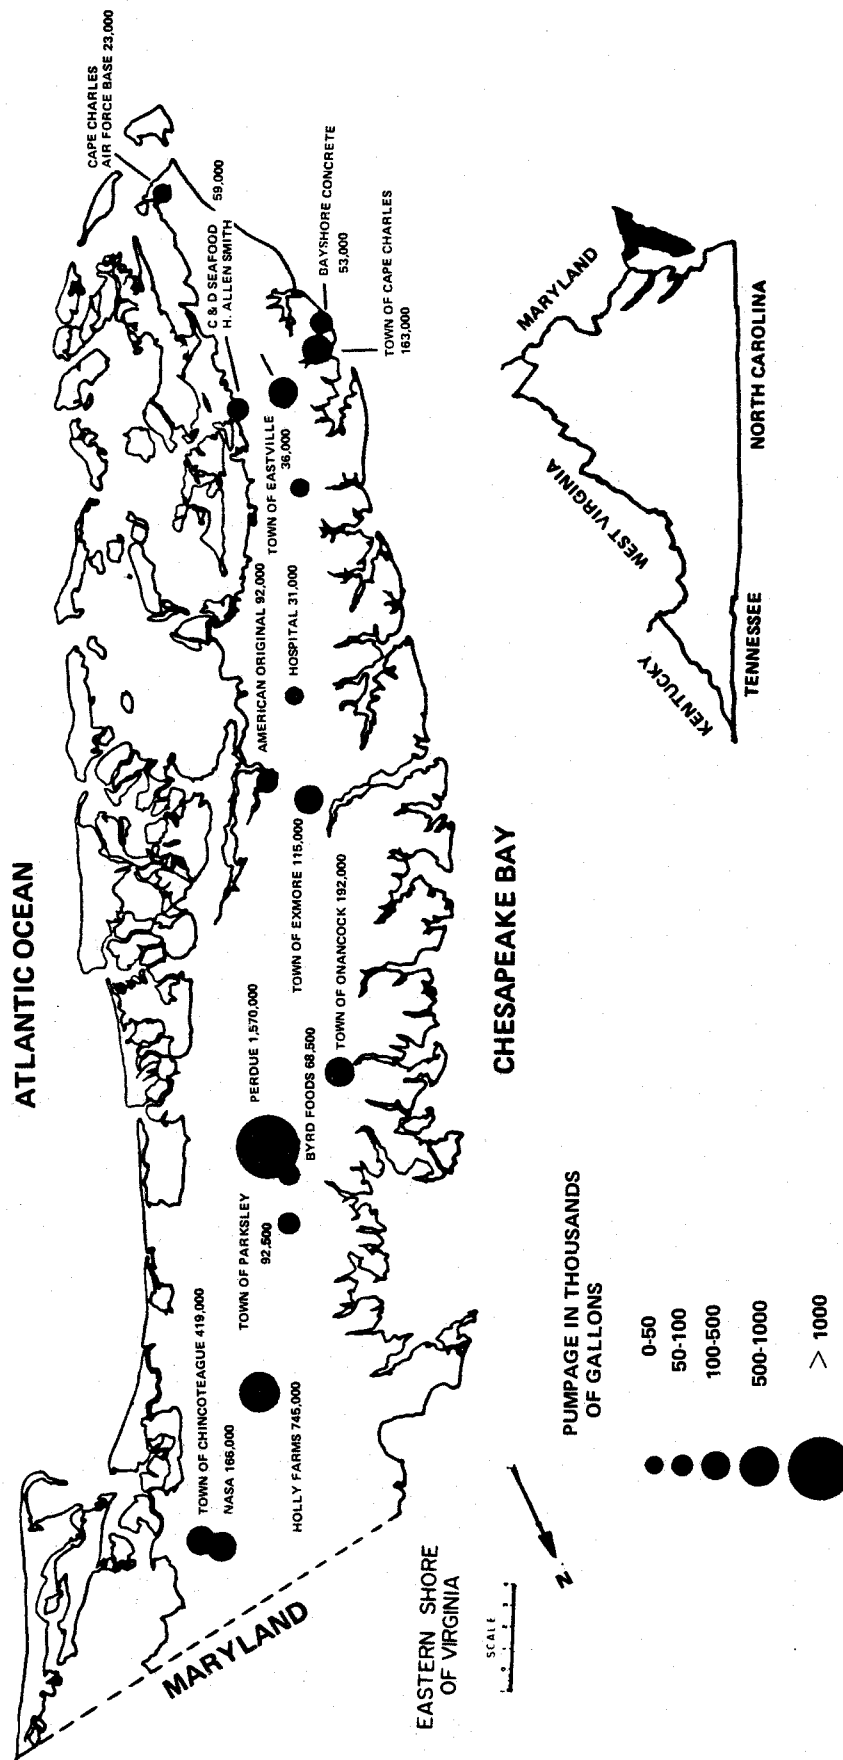 ATLANTIC OCEAN
CAPE CHARLES
AIR FORCE BASE 23,000
C & D SEAFOOD
H. ALLEN SMITH
59,000
BAYSHORE CONCRETE
53,000
TOWN OF CAPE CHARLES
163,000
TOWN OF EASTVILLE
36,000
AMERICAN ORIGINAL 92,000
HOSPITAL 31,000
TOWN OF EXMORE 115,000
TOWN OF ONANCOCK 192,000
PERDUE 1,570,000
BYRD FOODS 68,500
TOWN OF PARKSLEY
92,500
TOWN OF CHINCOTEAGUE 419,000
NASA 166,000
HOLLY FARMS 745,000
MARYLAND
CHESAPEAKE BAY
EASTERN SHORE
OF VIRGINIA
SCALE
N
PUMPAGE IN THOUSANDS
OF GALLONS
0-50
50-100
100-500
500-1000
> 1000
MARYLAND
WEST VIRGINIA
KENTUCKY
TENNESSEE
NORTH CAROLINA